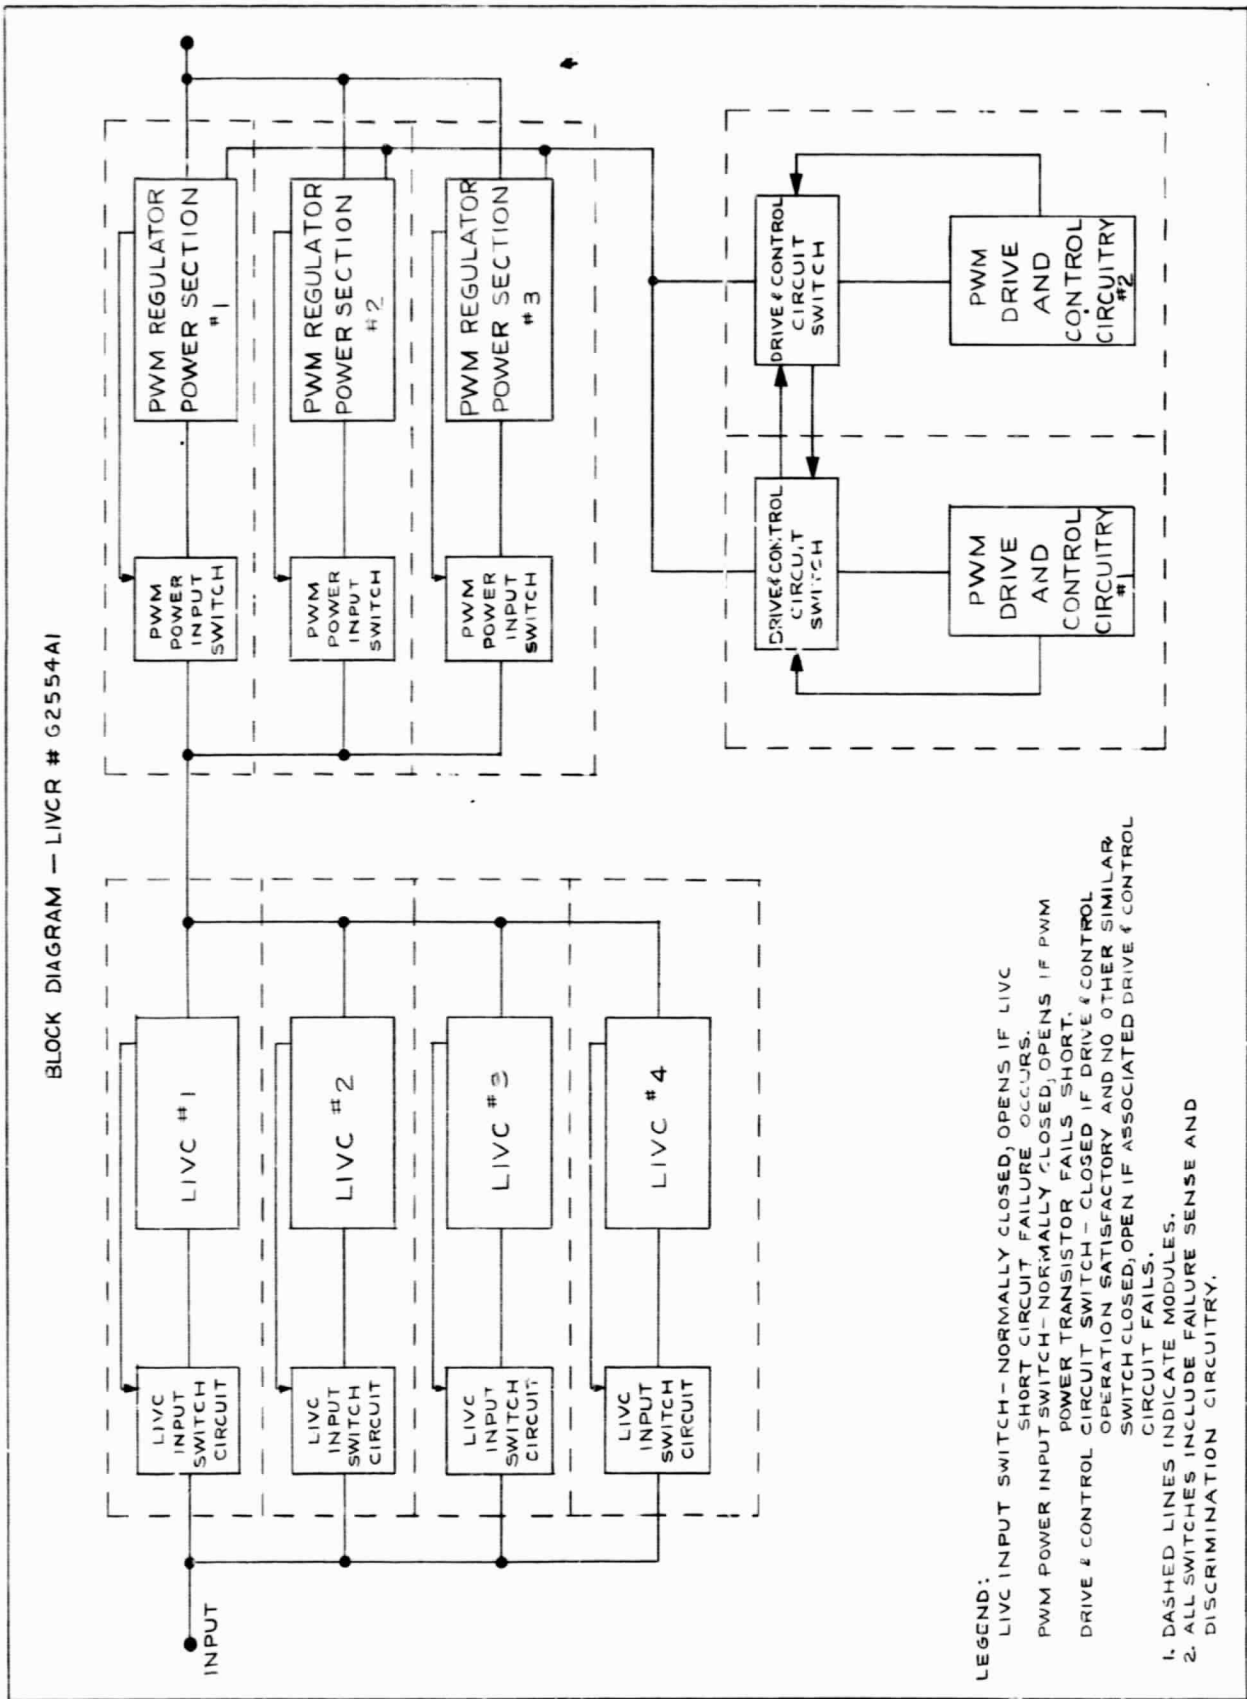 BLOCK DIAGRAM — LIVCR # G2554A1
INPUT
LIVC
INPUT
SWITCH
CIRCUIT
LIVC #1
LIVC
INPUT
SWITCH
CIRCUIT
LIVC #2
LIVC
INPUT
SWITCH
CIRCUIT
LIVC #3
LIVC
INPUT
SWITCH
CIRCUIT
LIVC #4
PWM
POWER
INPUT
SWITCH
PWM REGULATOR
POWER SECTION
#1
PWM
POWER
INPUT
SWITCH
PWM REGULATOR
POWER SECTION
#2
PWM
POWER
INPUT
SWITCH
PWM REGULATOR
POWER SECTION
#3
DRIVE & CONTROL
CIRCUIT
SWITCH
PWM
DRIVE
AND
CONTROL
CIRCUITRY
#1
DRIVE & CONTROL
CIRCUIT
SWITCH
PWM
DRIVE
AND
CONTROL
CIRCUITRY
#2
LEGEND:
LIVC INPUT SWITCH - NORMALLY CLOSED, OPENS IF LIVC
SHORT CIRCUIT FAILURE OCCURS.
PWM POWER INPUT SWITCH - NORMALLY CLOSED, OPENS IF PWM
POWER TRANSISTOR FAILS SHORT.
DRIVE & CONTROL CIRCUIT SWITCH - CLOSED IF DRIVE & CONTROL
OPERATION SATISFACTORY AND NO OTHER SIMILAR
SWITCH CLOSED, OPEN IF ASSOCIATED DRIVE & CONTROL
CIRCUIT FAILS.
1. DASHED LINES INDICATE MODULES.
2. ALL SWITCHES INCLUDE FAILURE SENSE AND
DISCRIMINATION CIRCUITRY.